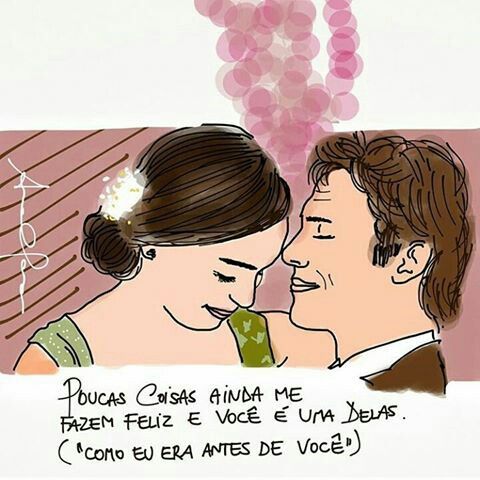 POUCAS COISAS AINDA ME
FAZEM FELIZ E VOCÊ É UMA DELAS.
("COMO EU ERA ANTES DE VOCÊ")